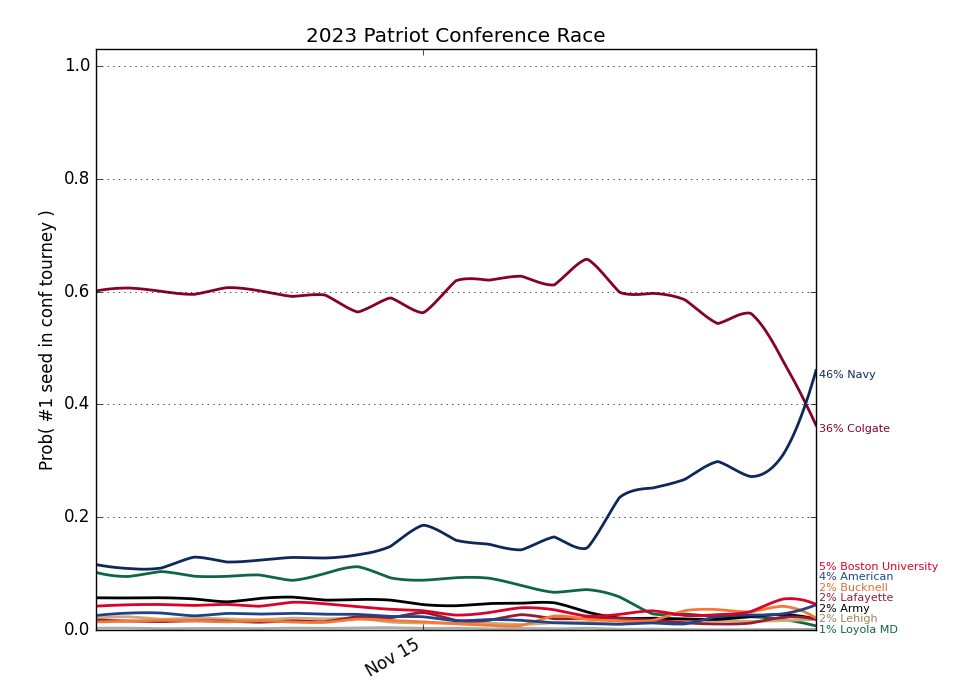 2023 Patriot Conference Race
Prob( #1 seed in conf tourney )
1.0
0.8
0.6
0.4
0.2
0.0
Nov 15
46% Navy
36% Colgate
5% Boston University
4% American
2% Bucknell
2% Lafayette
2% Army
2% Lehigh
1% Loyola MD